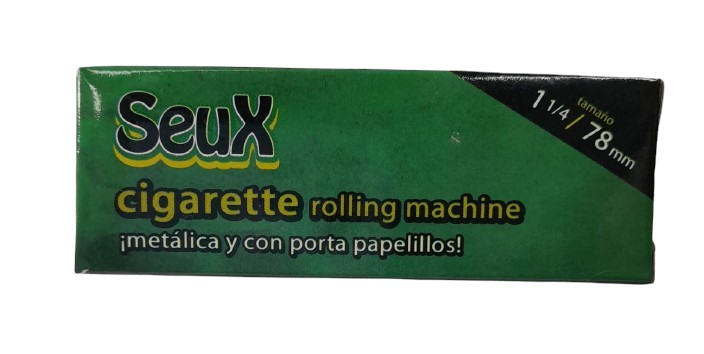 SeuX
cigarette rolling machine
¡metálica y con porta papelillos!
tamaño
1 1/4 / 78 mm